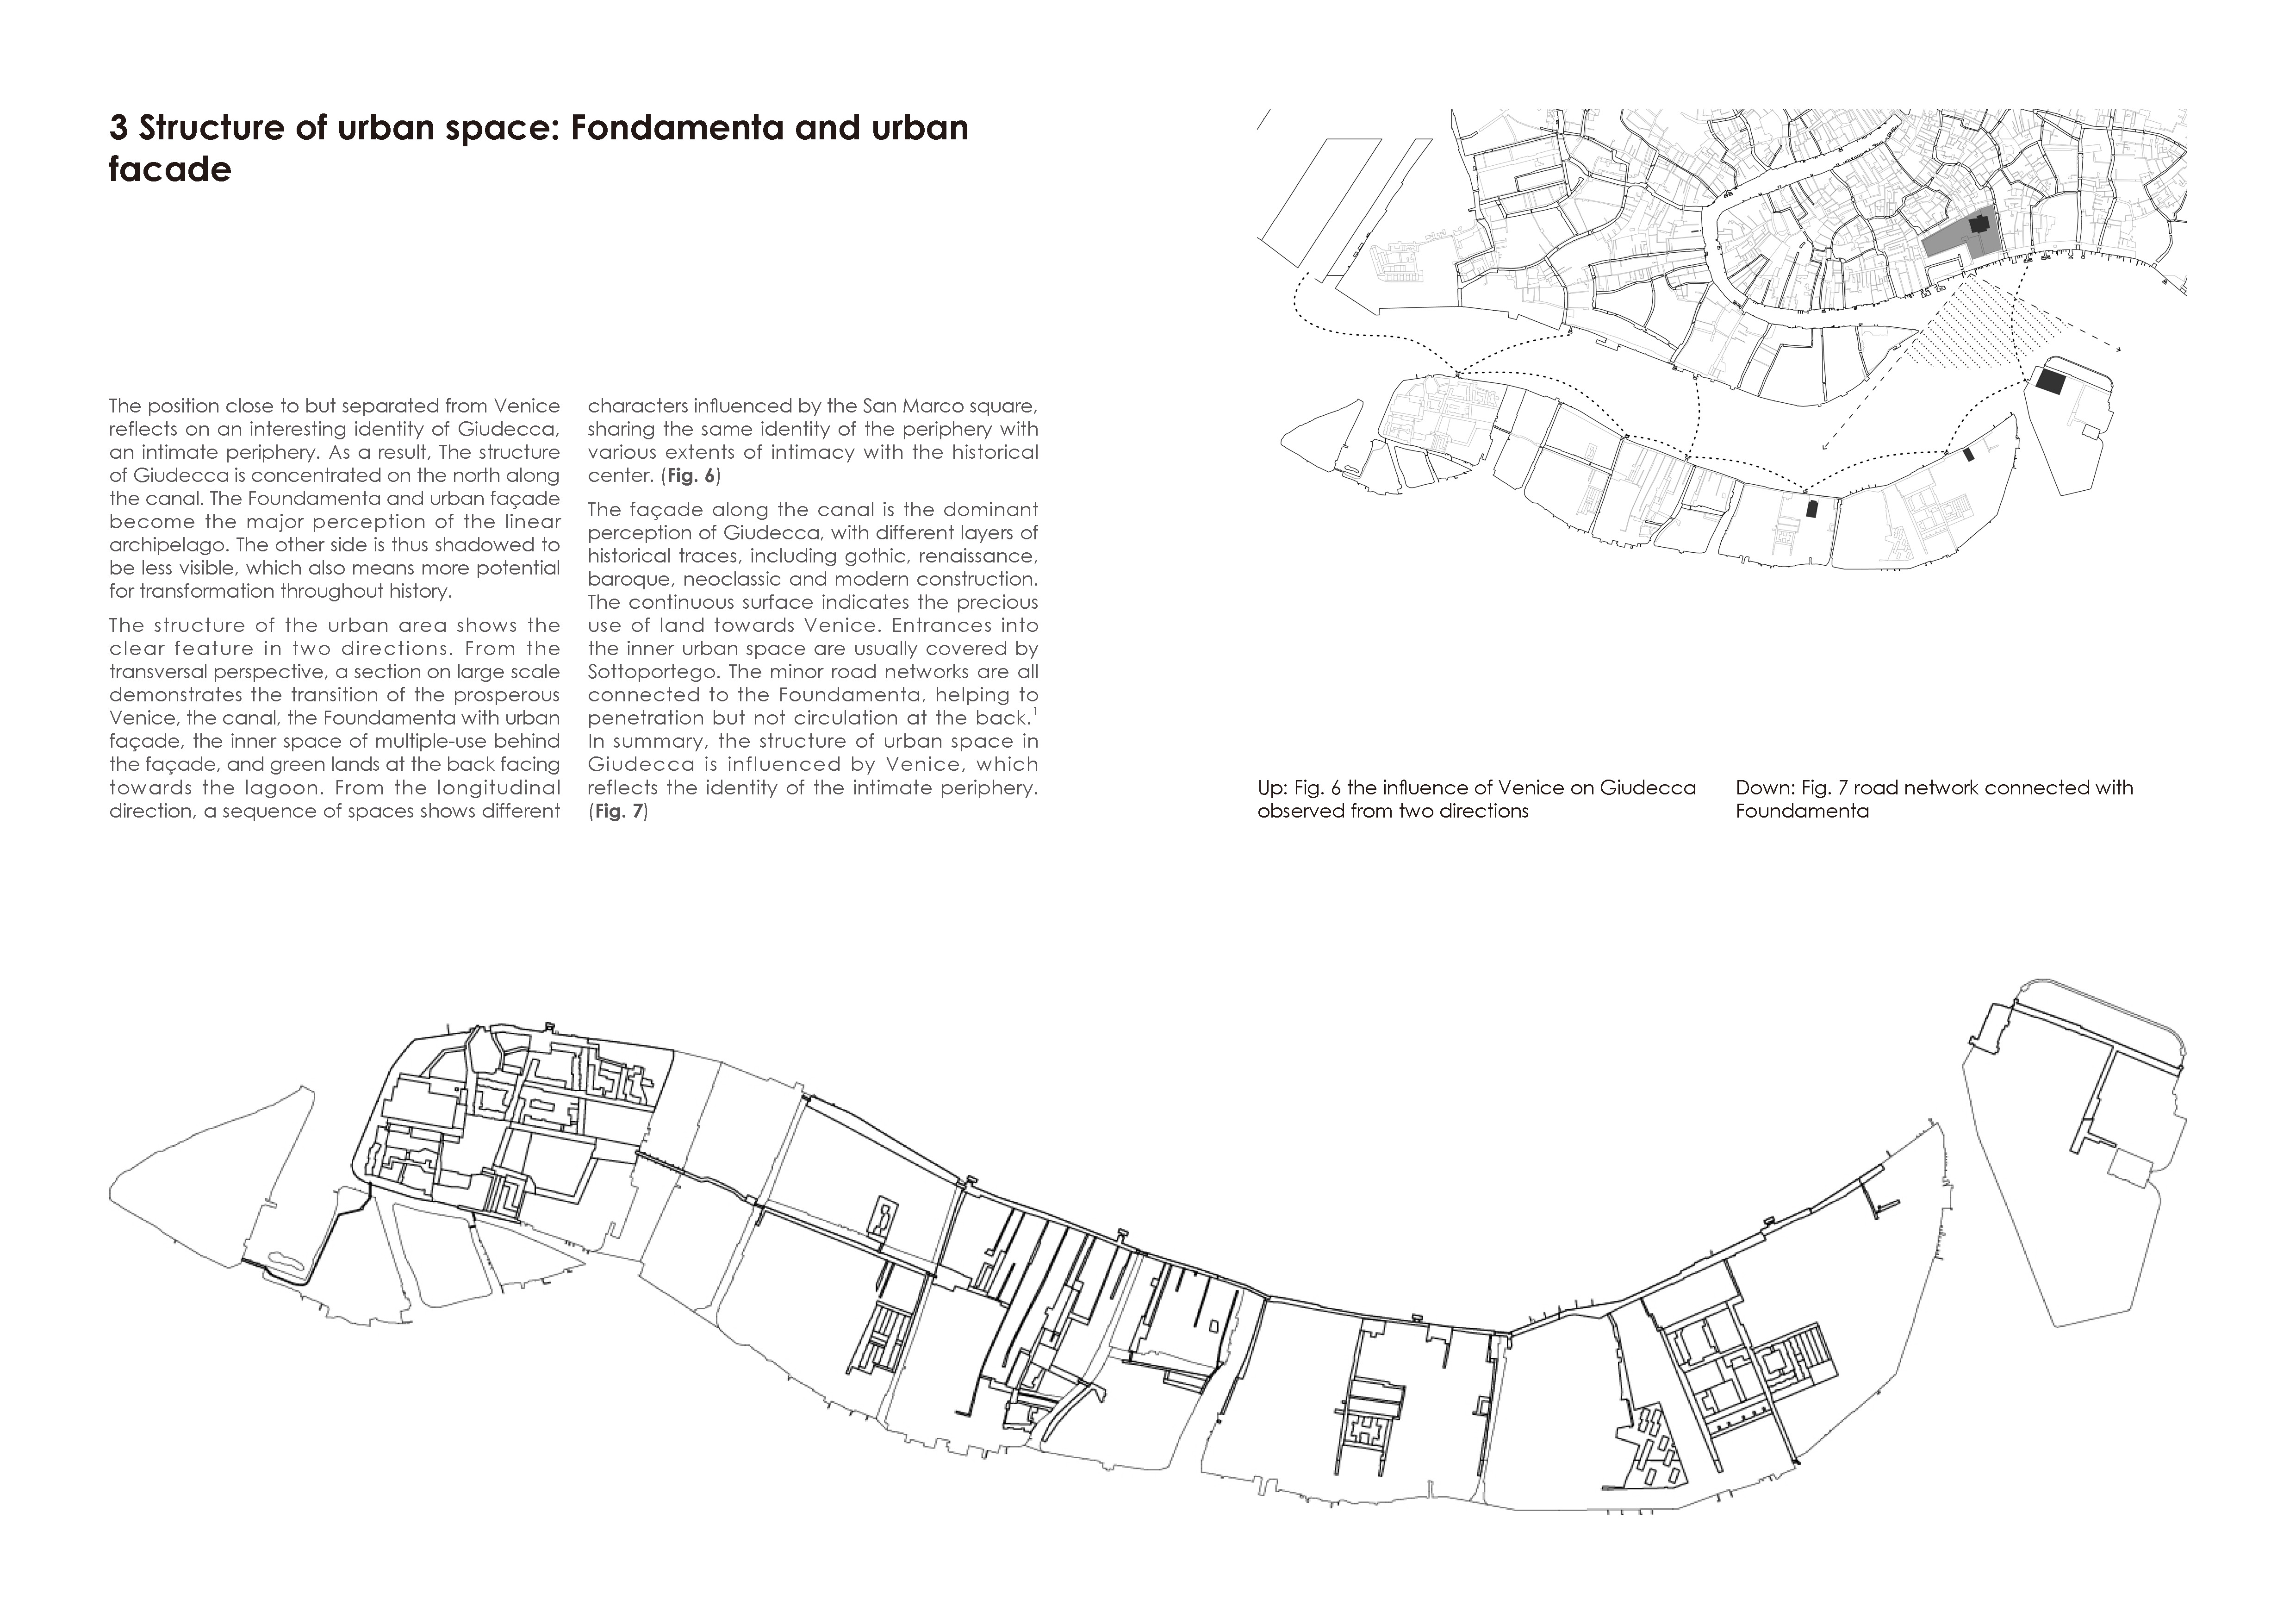 3 Structure of urban space: Fondamenta and urban
facade
The position close to but separated from Venice
reflects on an interesting identity of Giudecca,
an intimate periphery. As a result, The structure
of Giudecca is concentrated on the north along
the canal. The Foundamenta and urban façade
become the major perception of the linear
archipelago. The other side is thus shadowed to
be less visible, which also means more potential
for transformation throughout history.
The structure of the urban area shows the
clear feature in two directions. From the
transversal perspective, a section on large scale
demonstrates the transition of the prosperous
Venice, the canal, the Foundamenta with urban
façade, the inner space of multiple-use behind
the façade, and green lands at the back facing
towards the lagoon. From the longitudinal
direction, a sequence of spaces shows different
characters influenced by the San Marco square,
sharing the same identity of the periphery with
various extents of intimacy with the historical
center. (Fig. 6)
The façade along the canal is the dominant
perception of Giudecca, with different layers of
historical traces, including gothic, renaissance,
baroque, neoclassic and modern construction.
The continuous surface indicates the precious
use of land towards Venice. Entrances into
the inner urban space are usually covered by
Sottoportego. The minor road networks are all
connected to the Foundamenta, helping to
penetration but not circulation at the back.1
In summary, the structure of urban space in
Giudecca is influenced by Venice, which
reflects the identity of the intimate periphery.
(Fig. 7)
Up: Fig. 6 the influence of Venice on Giudecca
observed from two directions
Down: Fig. 7 road network connected with
Foundamenta